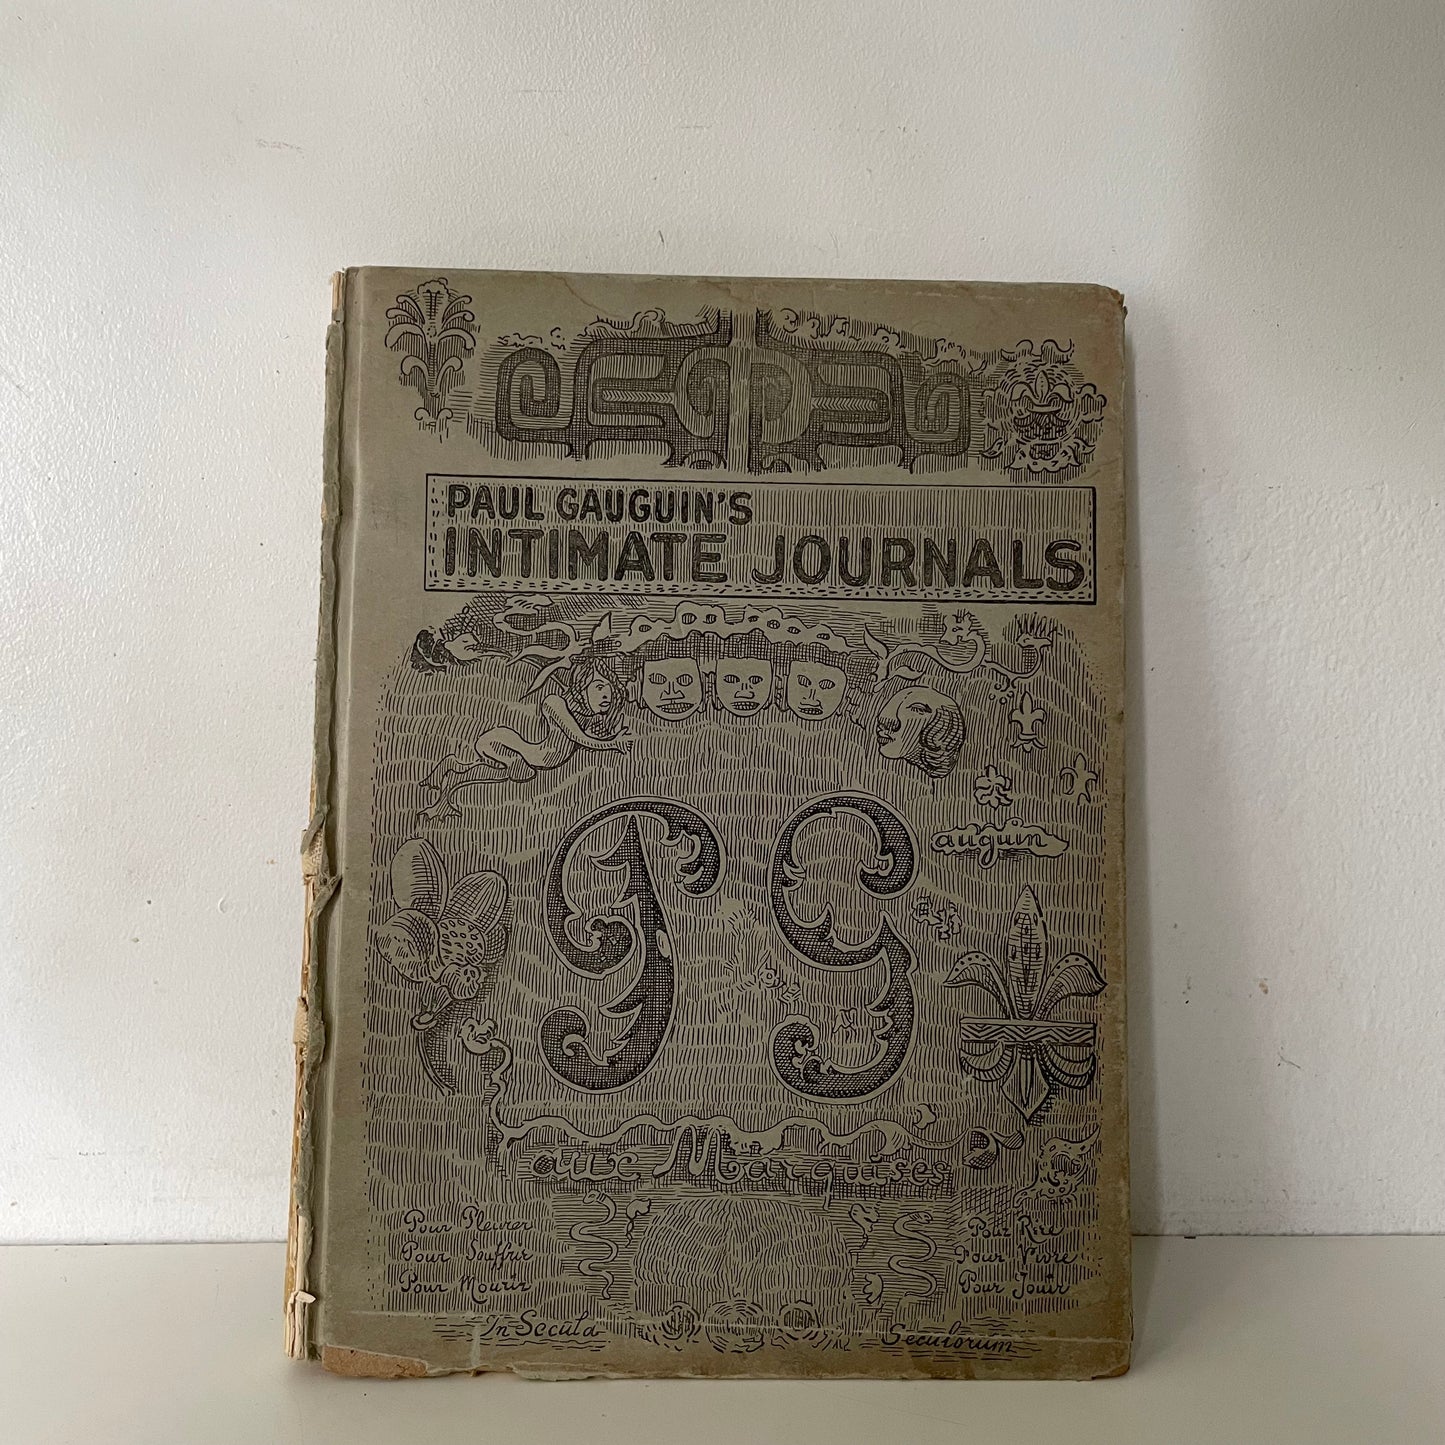 PAUL GAUGUIN'S
INTIMATE JOURNALS
PG
auguin
aux Marquises
Pour Pleurer
Pour Souffrir
Pour Mourir
Pour Rire
Pour Vivre
Pour Jouir
In Secula
Seculorum